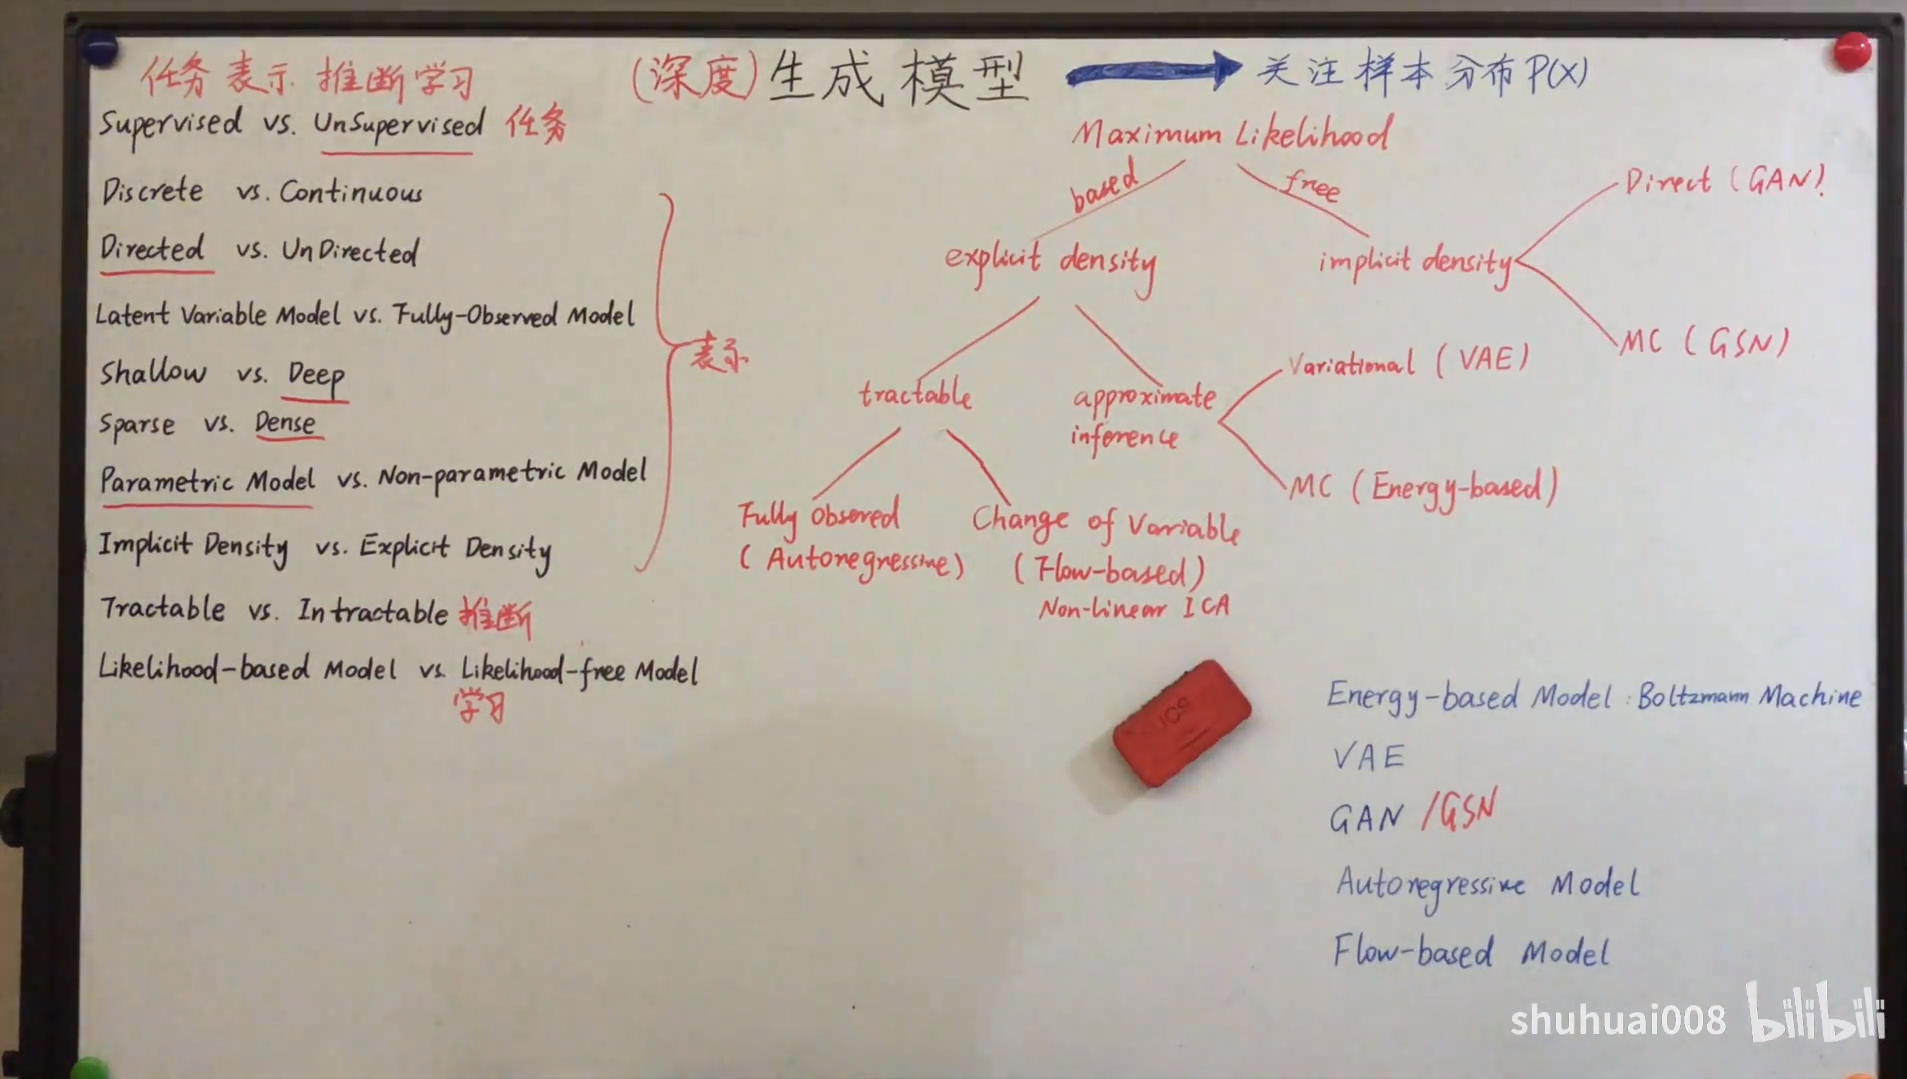 任务 表示 推断 学习
(深度) 生成模型
关注样本分布 P(X)
Supervised vs. UnSupervised 任务
Discrete vs. Continuous
Directed vs. UnDirected
Latent Variable Model vs. Fully-Observed Model
Shallow vs. Deep
Sparse vs. Dense
Parametric Model vs. Non-parametric Model
Implicit Density vs. Explicit Density
表示
Tractable vs. Intractable 推断
Likelihood-based Model vs. Likelihood-free Model
学习
Maximum Likelihood
based
free
explicit density
implicit density
Direct (GAN)
MC (GSN)
tractable
approximate
inference
Variational (VAE)
MC (Energy-based)
Fully Obsered
(Autoregressive)
Change of Variable
(Flow-based)
Non-linear ICA
Energy-based Model : Boltzmann Machine
VAE
GAN /GSN
Autoregressive Model
Flow-based Model
shuhuai008 bilibili